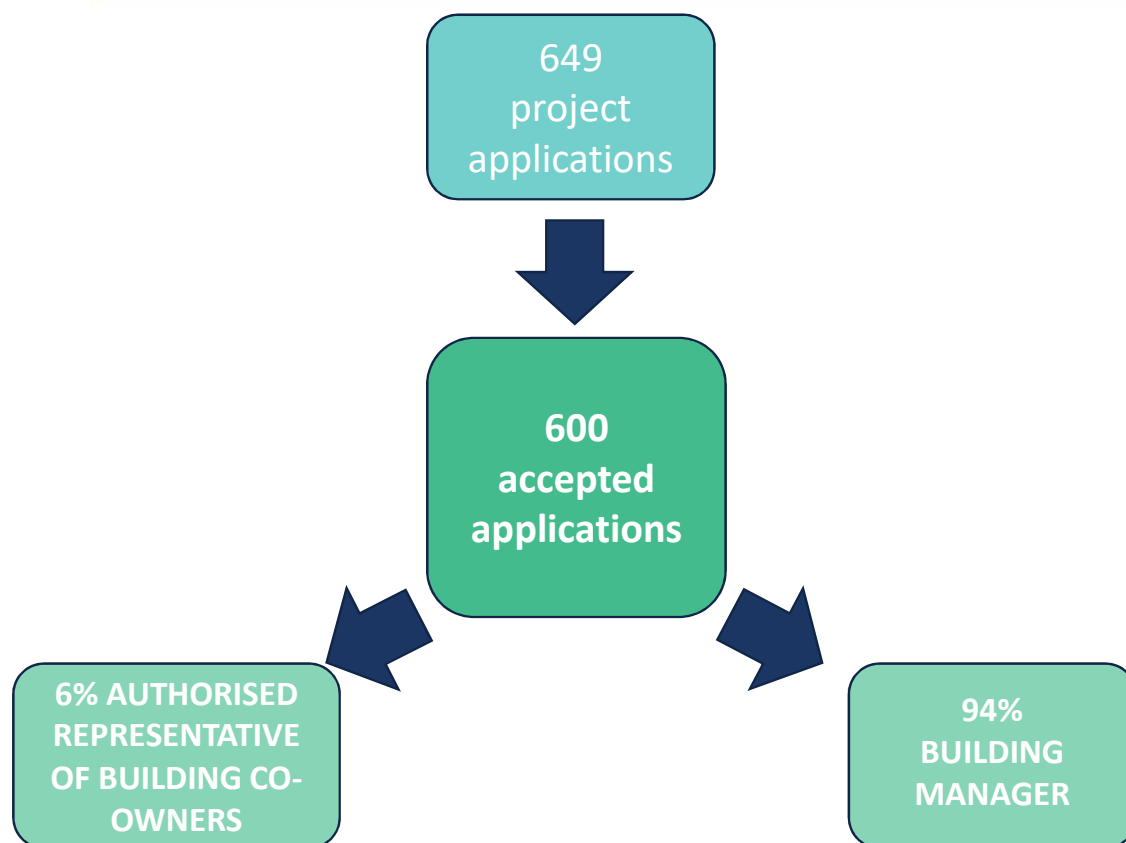 649
project
applications
600
accepted
applications
6% AUTHORISED
REPRESENTATIVE
OF BUILDING CO-
OWNERS
94%
BUILDING
MANAGER